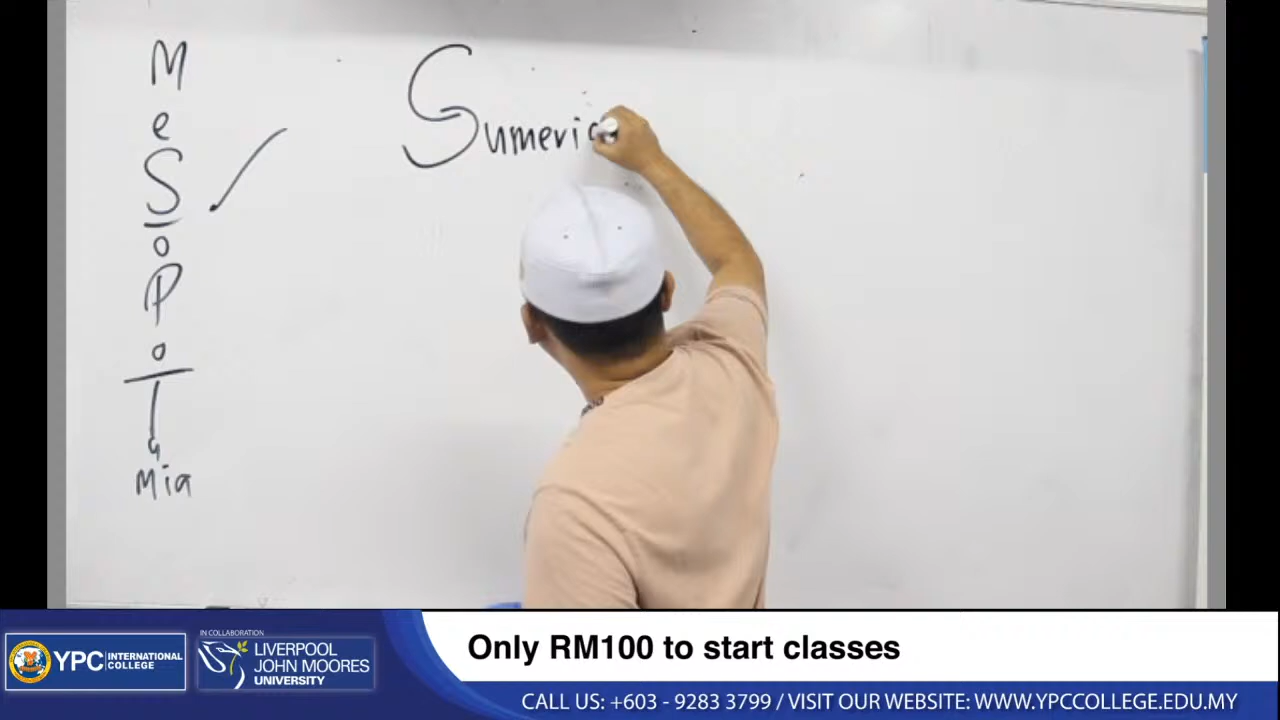 M
e
S
o
P
o
T
a
Mia
Sumeria
YPC INTERNATIONAL COLLEGE
IN COLLABORATION
LIVERPOOL
JOHN MOORES
UNIVERSITY
Only RM100 to start classes
CALL US: +603 - 9283 3799 / VISIT OUR WEBSITE: WWW.YPCCOLLEGE.EDU.MY